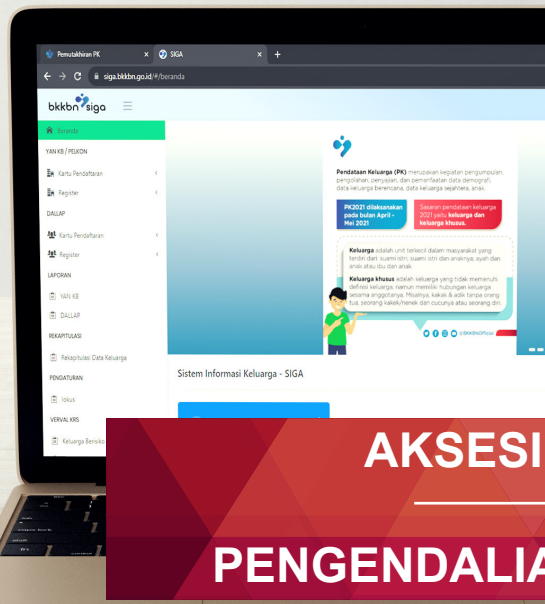 Pemutakhiran PK
SIGA
siga.bkkbn.go.id/#/beranda
bkkbn siga
Beranda
YAN KB / PELKON
Kartu Pendaftaran
Register
DALLAP
Kartu Pendaftaran
Register
LAPORAN
YAN KB
DALLAP
REKAPITULASI
Rekapitulasi Data Keluarga
PENGATURAN
lokus
VERVAL KRS
Keluarga Berisiko
Pendataan Keluarga (PK) merupakan kegiatan pengumpulan,
pengolahan, penyajian, dan pemanfaatan data demografi,
data keluarga berencana, data keluarga sejahtera, anak.
PK2021 dilaksanakan
pada bulan April -
Mei 2021
Sasaran pendataan keluarga
2021 yaitu keluarga dan
keluarga khusus.
Keluarga adalah unit terkecil dalam masyarakat yang
terdiri dari: suami istri; suami istri dan anaknya; ayah dan
anak atau ibu dan anak.
Keluarga khusus adalah keluarga yang tidak memenuhi
definisi keluarga, namun memiliki hubungan keluarga
sesama anggotanya. Misalnya, kakak & adik tanpa orang
tua, seorang kakek/nenek dan cucunya atau seorang diri.
@BKKBNOfficial
Sistem Informasi Keluarga - SIGA
AKSESI
PENGENDALIA